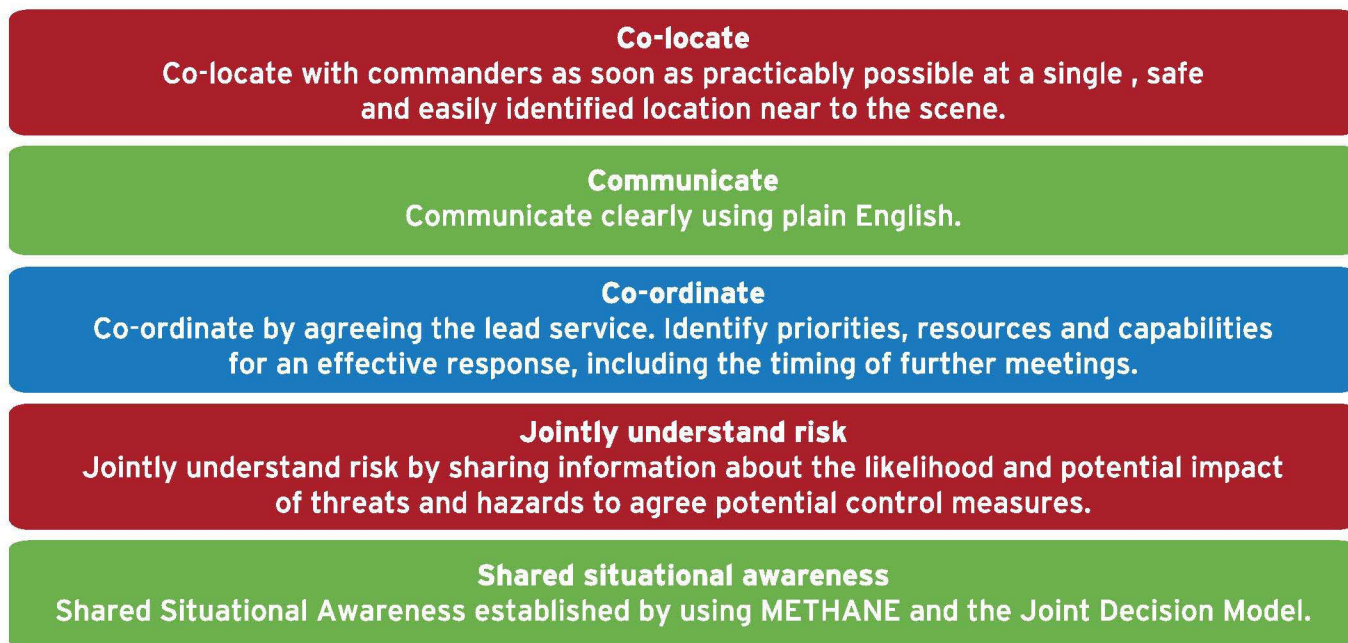 Co-locate
Co-locate with commanders as soon as practicably possible at a single , safe
and easily identified location near to the scene.
Communicate
Communicate clearly using plain English.
Co-ordinate
Co-ordinate by agreeing the lead service. Identify priorities, resources and capabilities
for an effective response, including the timing of further meetings.
Jointly understand risk
Jointly understand risk by sharing information about the likelihood and potential impact
of threats and hazards to agree potential control measures.
Shared situational awareness
Shared Situational Awareness established by using METHANE and the Joint Decision Model.